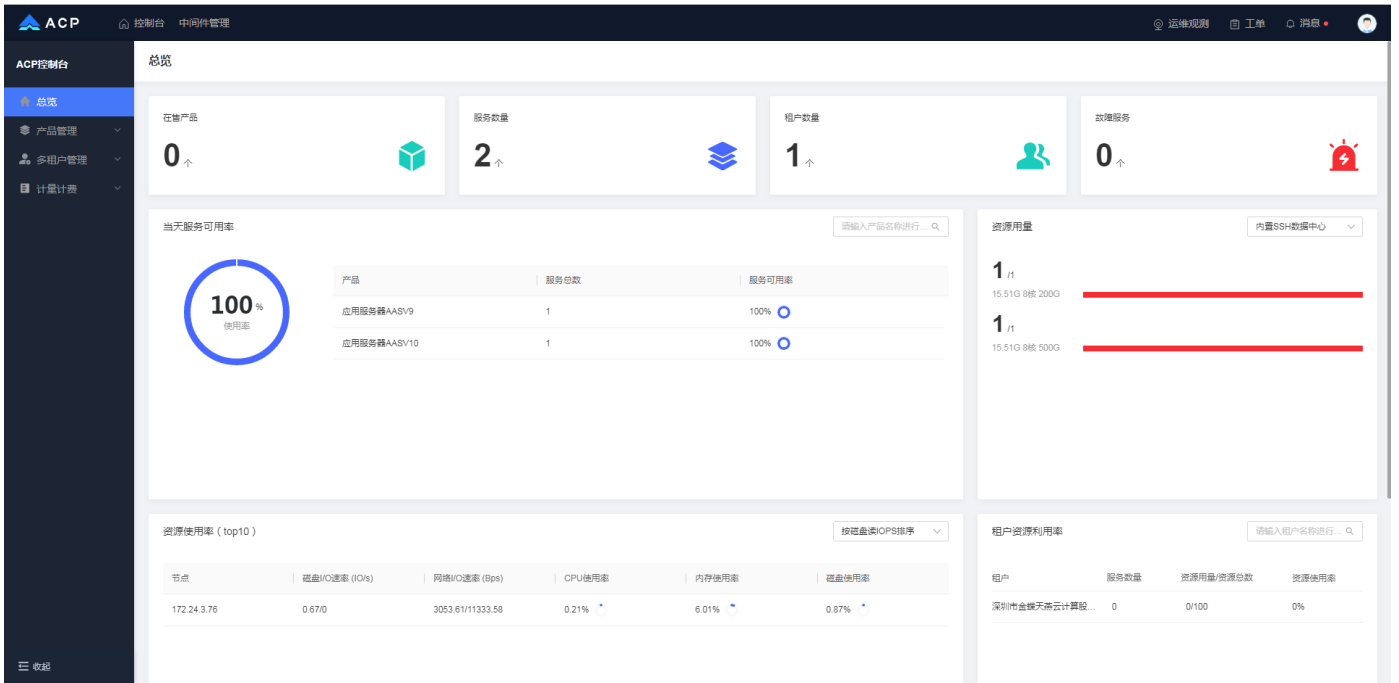 ACP 控制台 中间件管理 运维观测 工单 消息
ACP控制台
总览
产品管理
多租户管理
计量计费
收起
总览
在售产品
0 个
服务数量
2 个
租户数量
1 个
故障服务
0 个
当天服务可用率
请输入产品名称进行...
100 %
使用率
产品 服务总数 服务可用率
应用服务器AASV9 1 100%
应用服务器AASV10 1 100%
资源用量
内置SSH数据中心
1 /1
15.51G 8核 200G
1 /1
15.51G 8核 500G
资源使用率 ( top10 )
按磁盘读IOPS排序
节点 磁盘I/O速率 (IO/s) 网络I/O速率 (Bps) CPU使用率 内存使用率 磁盘使用率
172.24.3.76 0.67/0 3053.61/11333.58 0.21% 6.01% 0.87%
租户资源利用率
请输入租户名称进行...
租户 服务数量 资源用量/资源总数 资源使用率
深圳市金蝶天燕云计算股... 0 0/100 0%